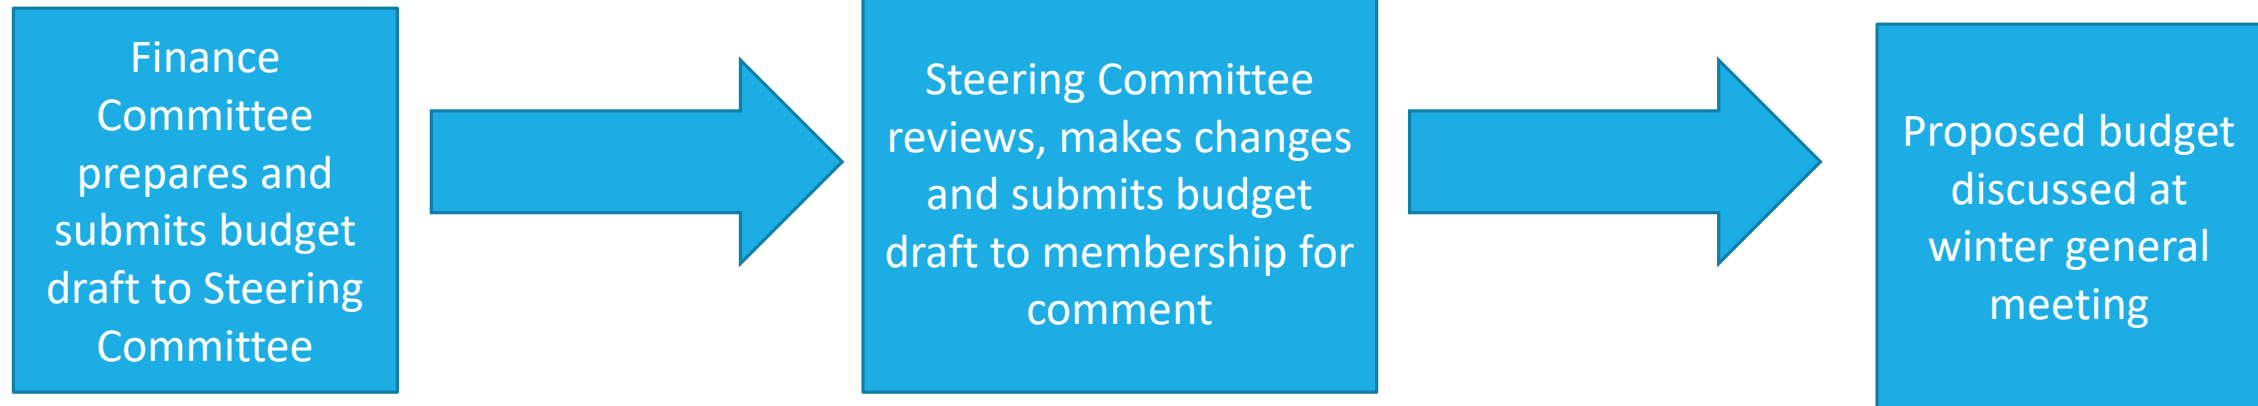 Finance
Committee
prepares and
submits budget
draft to Steering
Committee
Steering Committee
reviews, makes changes
and submits budget
draft to membership for
comment
Proposed budget
discussed at
winter general
meeting